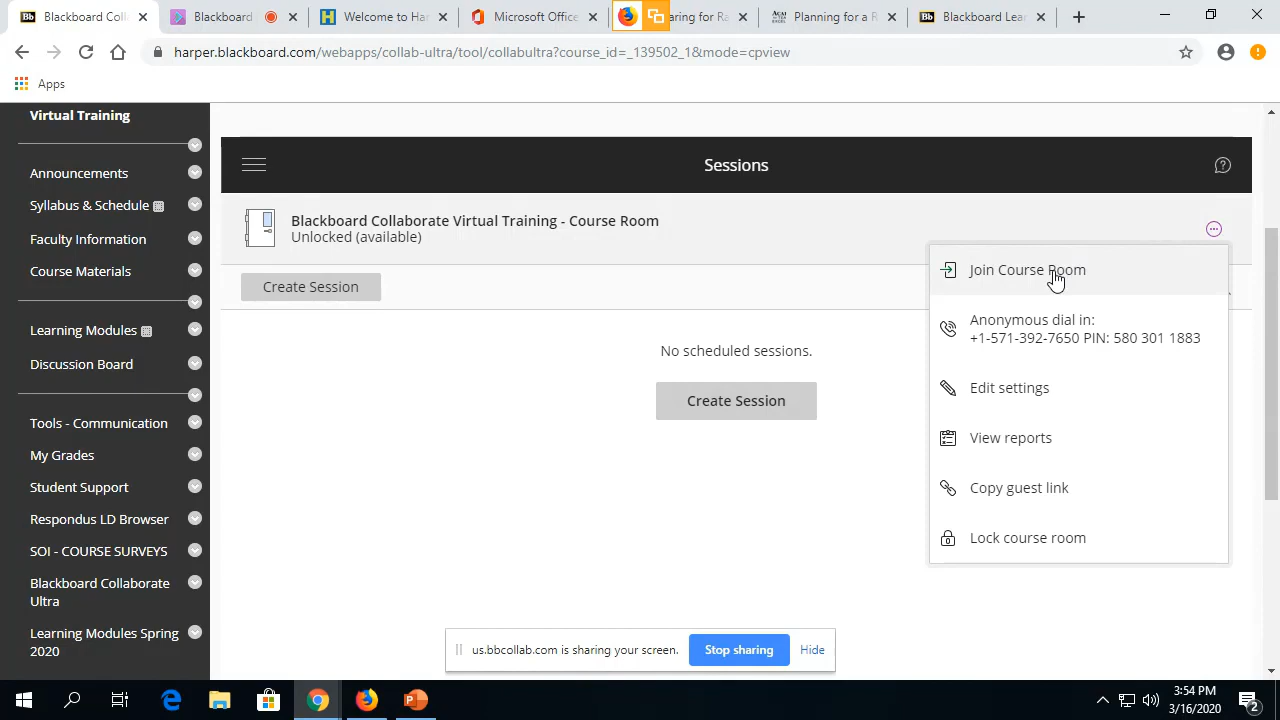 Bb
Blackboard Colla
Blackboard
H
Welcome to Har
Microsoft Office
aring for Ra
Planning for a
Bb
Blackboard Lea
harper.blackboard.com/webapps/collab-ultra/tool/collabultra?course_id=_139502_1&mode=cpview
Apps
Virtual Training
Announcements
Syllabus & Schedule
Faculty Information
Course Materials
Learning Modules
Discussion Board
Tools - Communication
My Grades
Student Support
Respondus LD Browser
SOI - COURSE SURVEYS
Blackboard Collaborate
Ultra
Learning Modules Spring
2020
Sessions
Blackboard Collaborate Virtual Training - Course Room
Unlocked (available)
Create Session
No scheduled sessions.
Create Session
Join Course Room
Anonymous dial in:
+1-571-392-7650 PIN: 580 301 1883
Edit settings
View reports
Copy guest link
Lock course room
us.bbcollab.com is sharing your screen.
Stop sharing
Hide
3:54 PM
3/16/2020
2